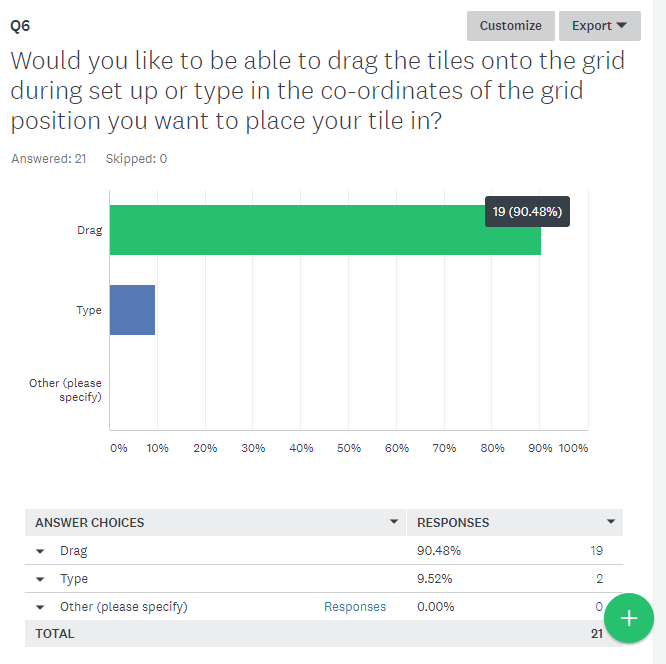 Q6
Customize
Export
Would you like to be able to drag the tiles onto the grid
during set up or type in the co-ordinates of the grid
position you want to place your tile in?
Answered: 21 Skipped: 0
19 (90.48%)
Drag
Type
Other (please
specify)
0% 10% 20% 30% 40% 50% 60% 70% 80% 90% 100%
ANSWER CHOICES RESPONSES
Drag 90.48% 19
Type 9.52% 2
Other (please specify) Responses 0.00% 0
TOTAL 21